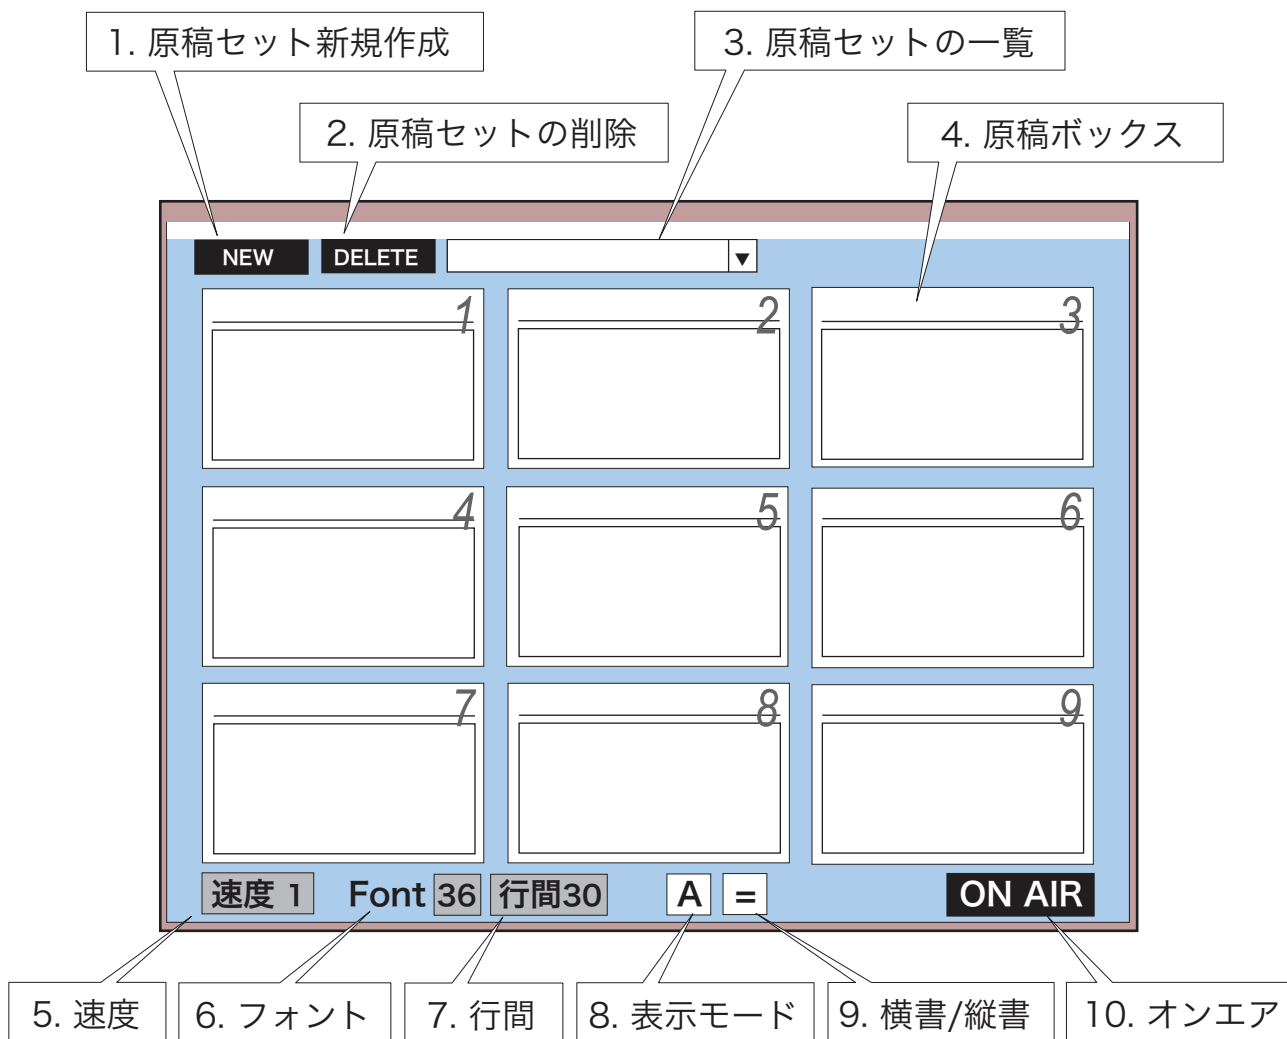 1. 原稿セット新規作成
3. 原稿セットの一覧
2. 原稿セットの削除
4. 原稿ボックス
NEW
DELETE
▼
1
2
3
4
5
6
7
8
9
速度 1
Font 36
行間30
A
=
ON AIR
5. 速度
6. フォント
7. 行間
8. 表示モード
9. 横書/縦書
10. オンエア